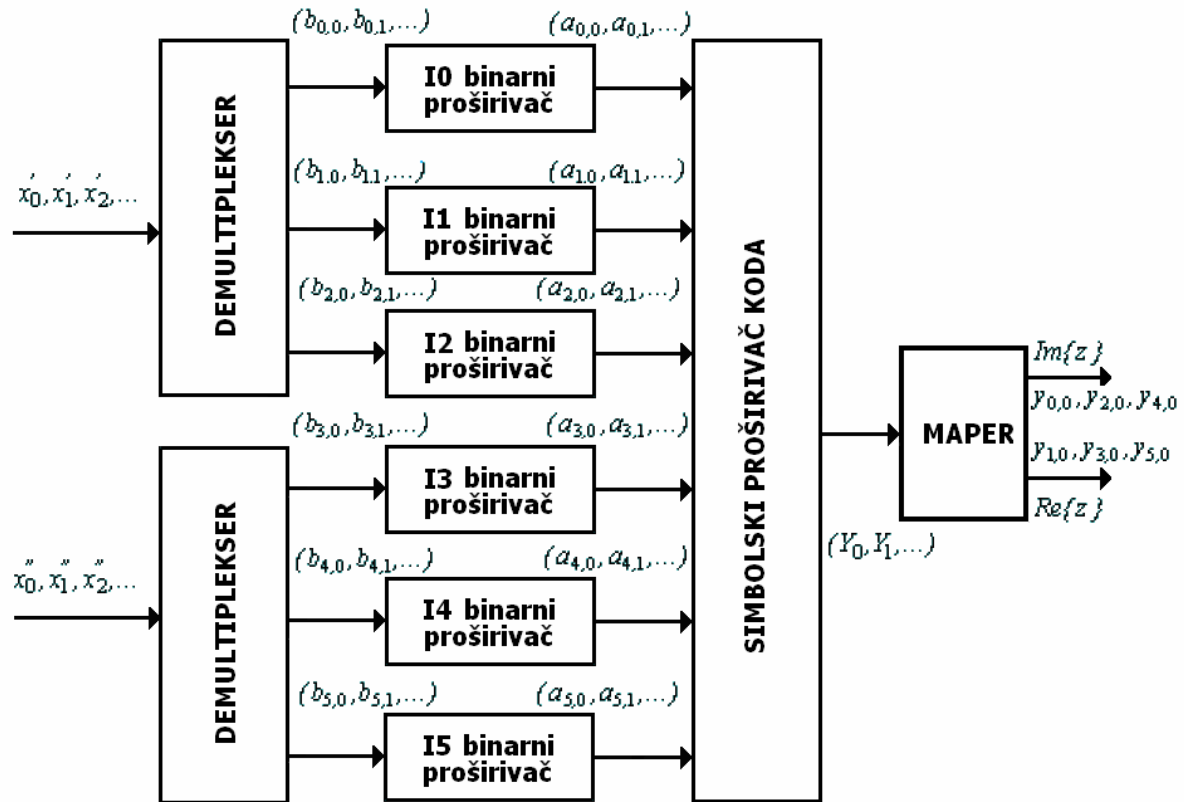 (b0,0, b0,1,...)
(a0,0, a0,1,...)
I0 binarni
proširivač
DEMULTIPLEKSER
x'0, x'1, x'2,...
(b1.0, b1.1,...)
(a1.0, a1.1,...)
I1 binarni
proširivač
(b2,0, b2,1,...)
(a2,0, a2,1,...)
I2 binarni
proširivač
(b3,0, b3,1,...)
(a3,0, a3,1,...)
I3 binarni
proširivač
DEMULTIPLEKSER
x"0, x"1, x"2,...
(b4,0, b4,1,...)
(a4,0, a4,1,...)
I4 binarni
proširivač
(b5,0, b5,1,...)
(a5,0, a5,1,...)
I5 binarni
proširivač
SIMBOLSKI PROŠIRIVAČ KODA
(Y0, Y1,...)
MAPER
Im{z}
y0,0, y2,0, y4,0
y1,0, y3,0, y5,0
Re{z}